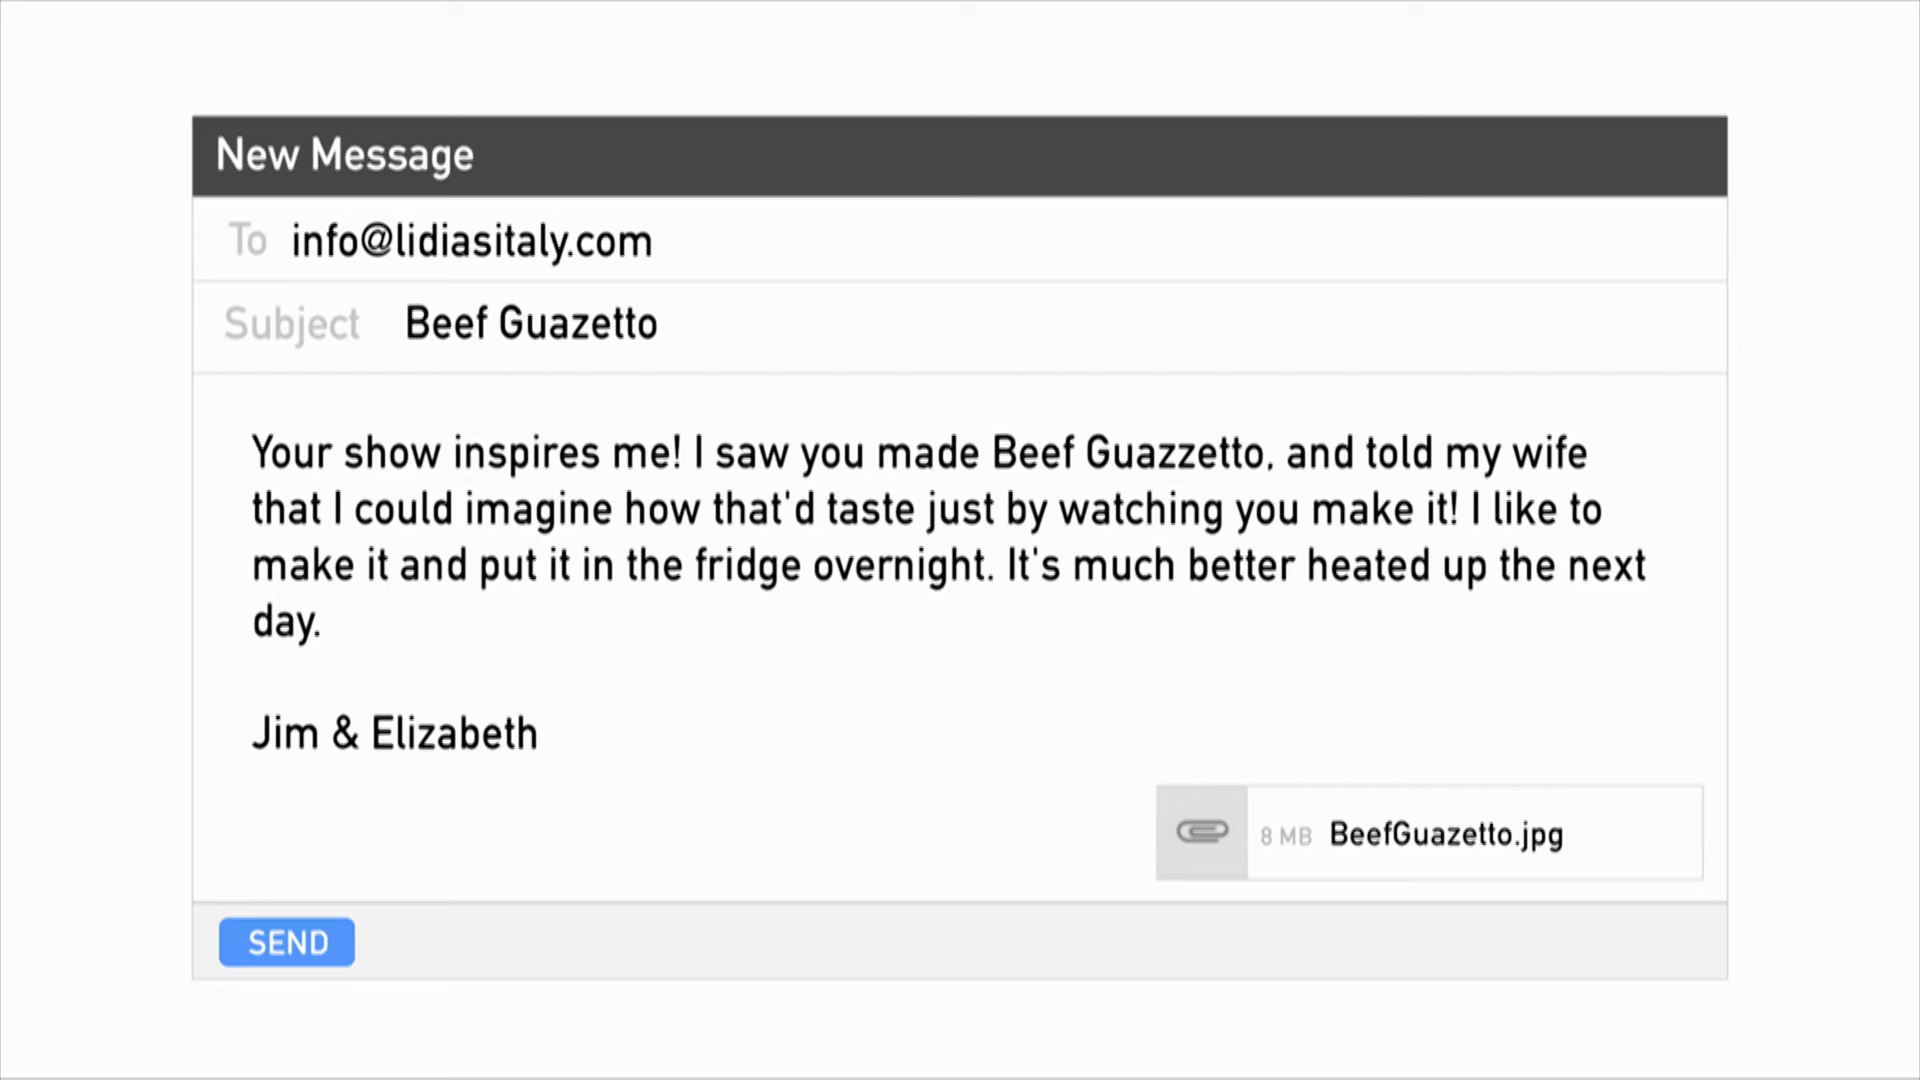 New Message
To info@lidiasitaly.com
Subject Beef Guazetto
Your show inspires me! I saw you made Beef Guazzetto, and told my wife
that I could imagine how that'd taste just by watching you make it! I like to
make it and put it in the fridge overnight. It's much better heated up the next
day.
Jim & Elizabeth
8 MB BeefGuazetto.jpg
SEND